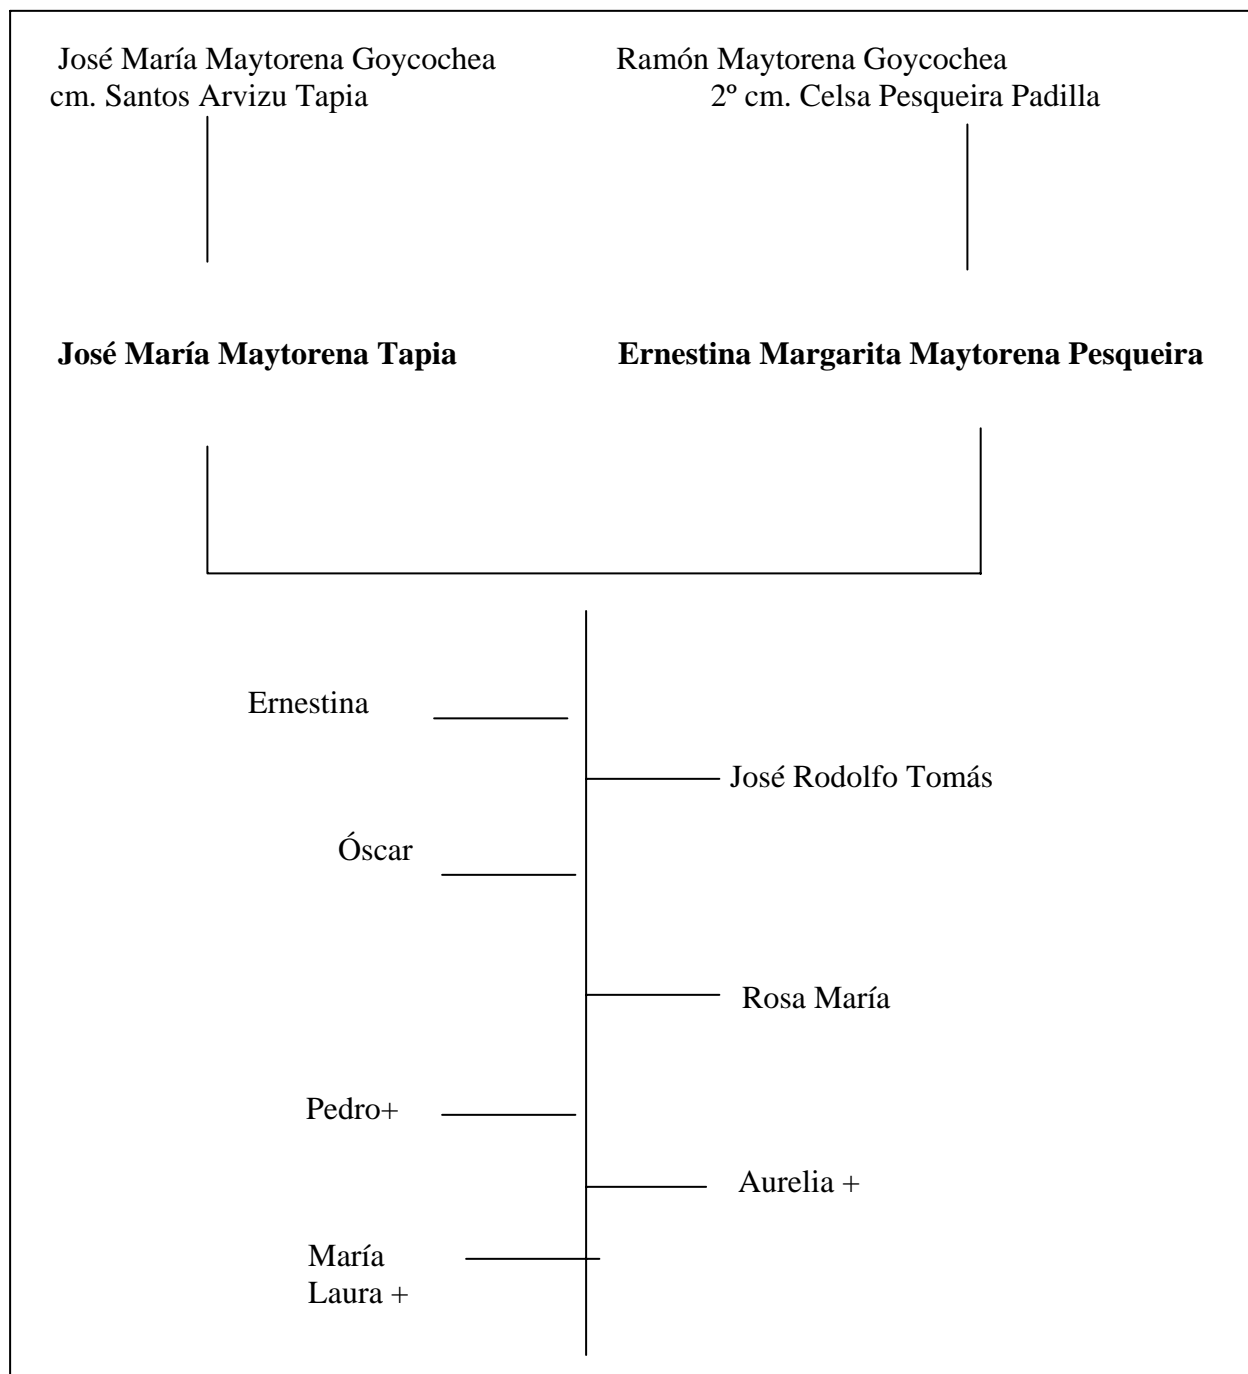 José María Maytorena Goycochea
cm. Santos Arvizu Tapia
Ramón Maytorena Goycochea
2º cm. Celsa Pesqueira Padilla
José María Maytorena Tapia
Ernestina Margarita Maytorena Pesqueira
Ernestina
José Rodolfo Tomás
Óscar
Rosa María
Pedro+
Aurelia +
María
Laura +